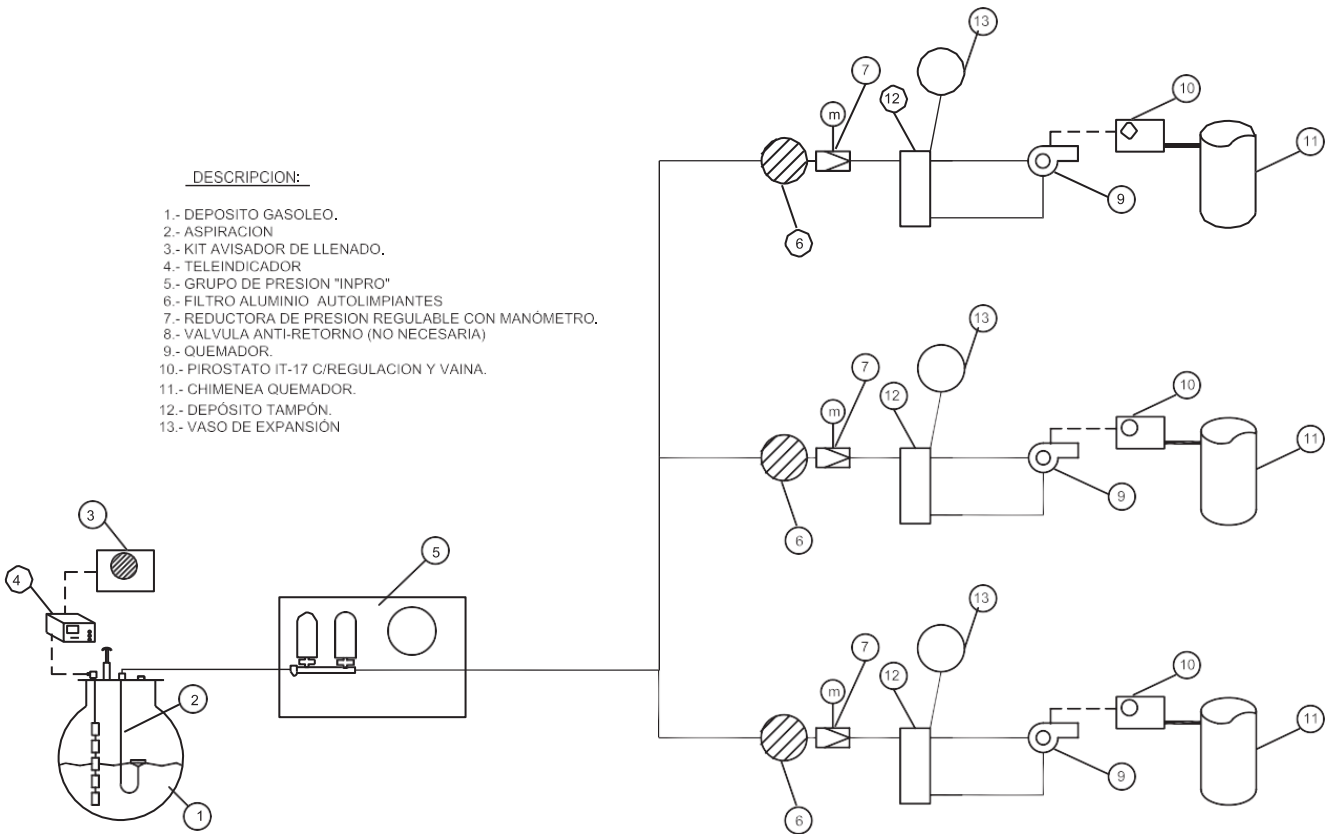 DESCRIPCION:
1.- DEPOSITO GASOLEO.
2.- ASPIRACION
3.- KIT AVISADOR DE LLENADO.
4.- TELEINDICADOR
5.- GRUPO DE PRESION "INPRO"
6.- FILTRO ALUMINIO AUTOLIMPIANTES
7.- REDUCTORA DE PRESION REGULABLE CON MANÓMETRO.
8.- VALVULA ANTI-RETORNO (NO NECESARIA)
9.- QUEMADOR.
10.- PIROSTATO IT-17 C/REGULACION Y VAINA.
11.- CHIMENEA QUEMADOR.
12.- DEPÓSITO TAMPÓN.
13.- VASO DE EXPANSIÓN
3
4
5
2
1
13
7
12
10
m
11
9
6
13
7
12
10
m
11
9
6
13
7
12
10
m
11
9
6